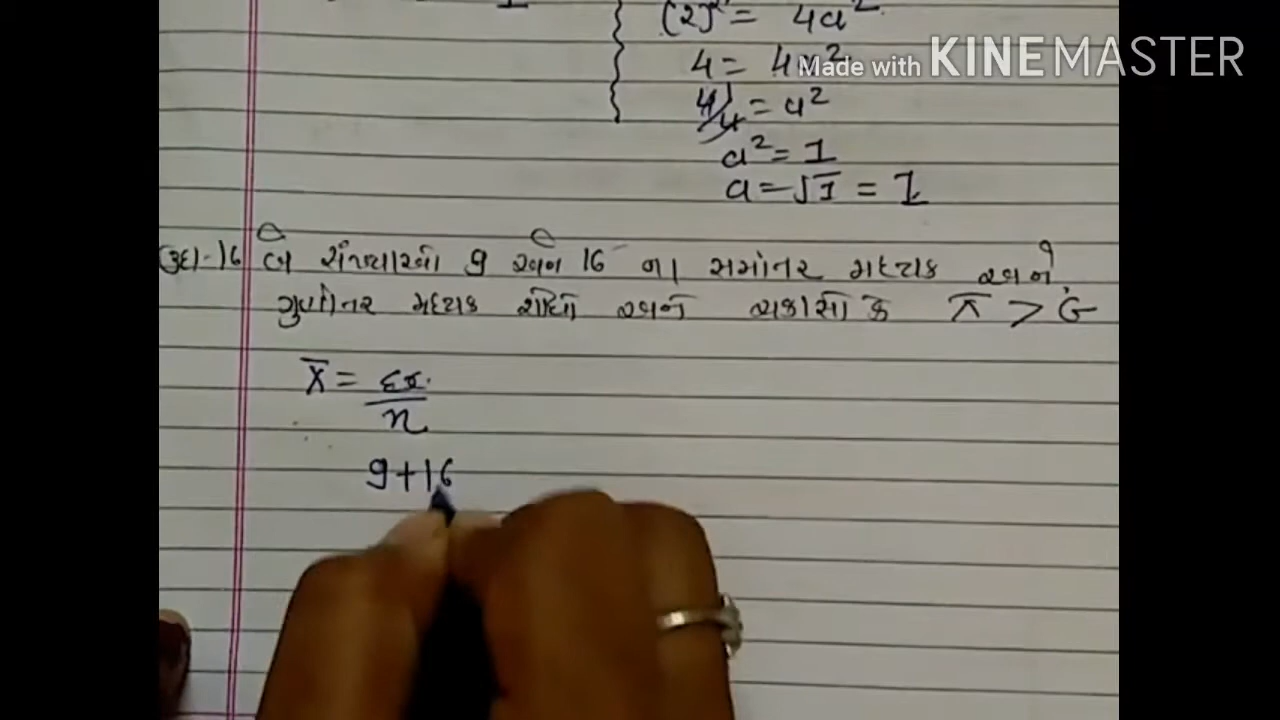 (2)² = 4a²
Made with KINEMASTER
4 = 4a²
4/4 = a²
a² = 1
a = √1 = 1
ઉદા-16 બે સંખ્યાઓ 9 અને 16 ના સમાંતર મધ્યક અને
ગુણોત્તર મધ્યક શોધો અને ચકાસો કે x̄ > G
x̄ = Σx
n
9+16